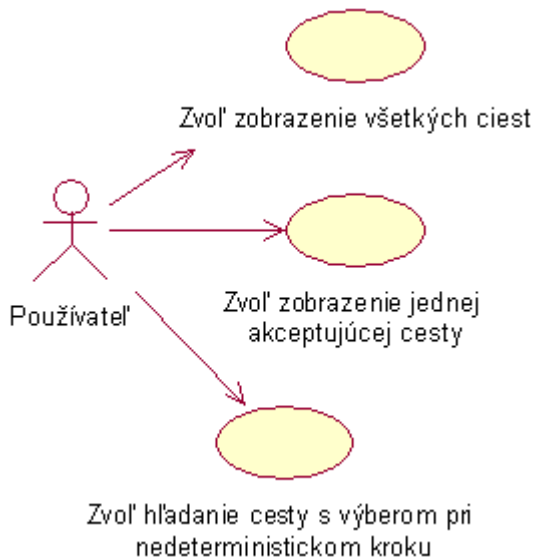 Zvoľ zobrazenie všetkých ciest
Používateľ
Zvoľ zobrazenie jednej
akceptujúcej cesty
Zvoľ hľadanie cesty s výberom pri
nedeterministickom kroku